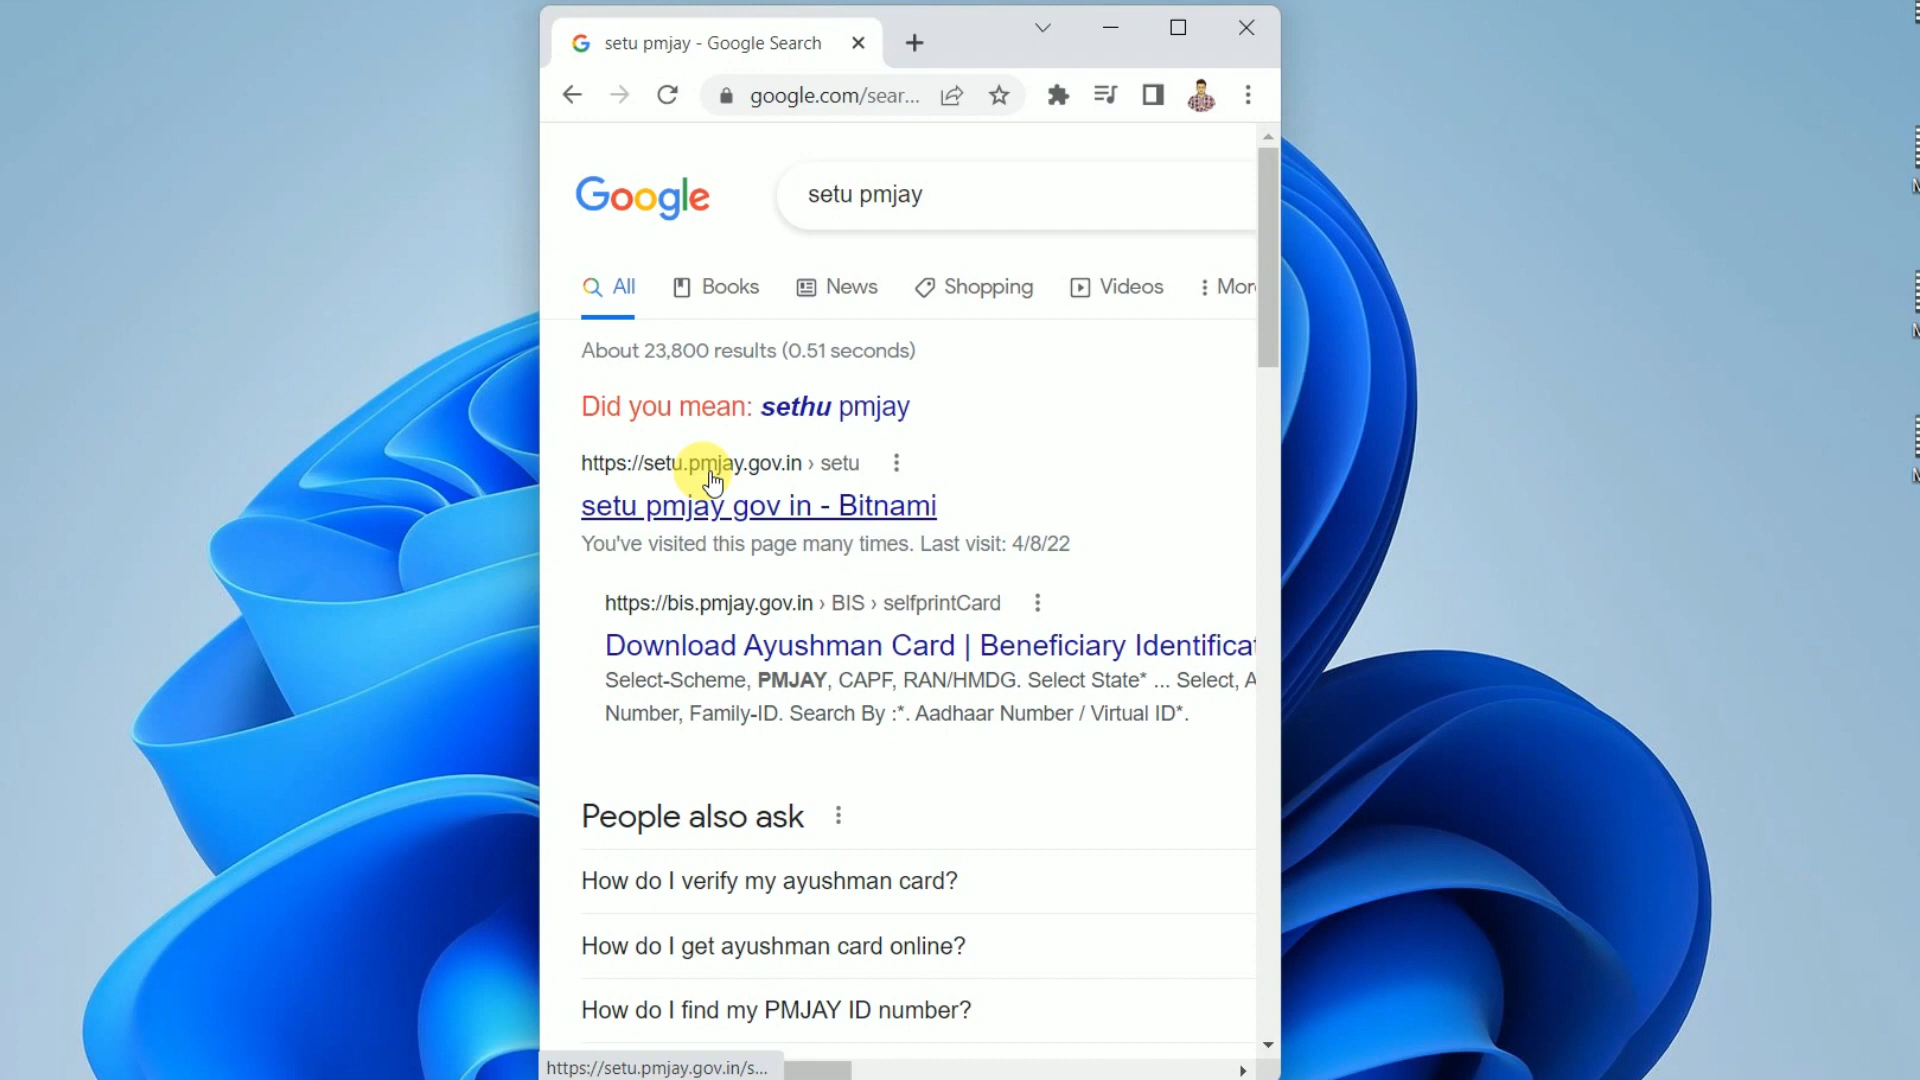 setu pmjay - Google Search
google.com/sear...
Google
setu pmjay
All
Books
News
Shopping
Videos
About 23,800 results (0.51 seconds)
Did you mean: sethu pmjay
https://setu.pmjay.gov.in › setu
setu pmjay gov in - Bitnami
You've visited this page many times. Last visit: 4/8/22
https://bis.pmjay.gov.in › BIS › selfprintCard
Download Ayushman Card | Beneficiary Identificat
Select-Scheme, PMJAY, CAPF, RAN/HMDG. Select State* ... Select, A
Number, Family-ID. Search By :*. Aadhaar Number / Virtual ID*.
People also ask
How do I verify my ayushman card?
How do I get ayushman card online?
How do I find my PMJAY ID number?
https://setu.pmjay.gov.in/s...